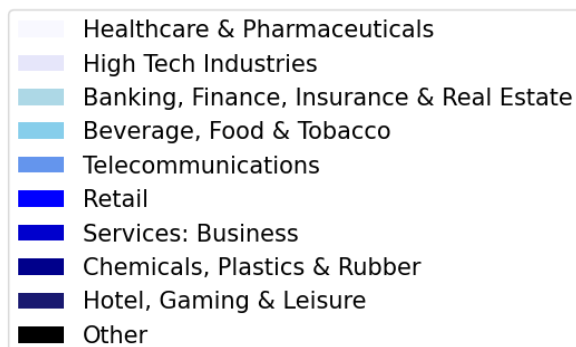 Healthcare & Pharmaceuticals
High Tech Industries
Banking, Finance, Insurance & Real Estate
Beverage, Food & Tobacco
Telecommunications
Retail
Services: Business
Chemicals, Plastics & Rubber
Hotel, Gaming & Leisure
Other